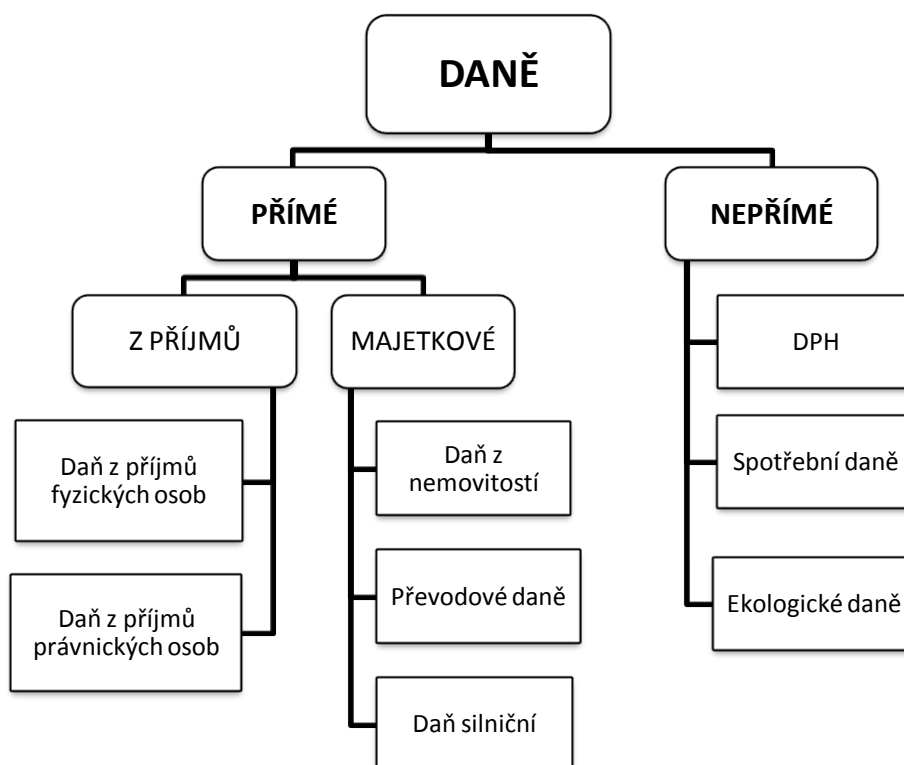 DANĚ
PŘÍMÉ
NEPŘÍMÉ
Z PŘÍJMŮ
MAJETKOVÉ
DPH
Daň z příjmů
fyzických osob
Daň z
nemovitostí
Spotřební daně
Daň z příjmů
právnických osob
Převodové daně
Ekologické daně
Daň silniční